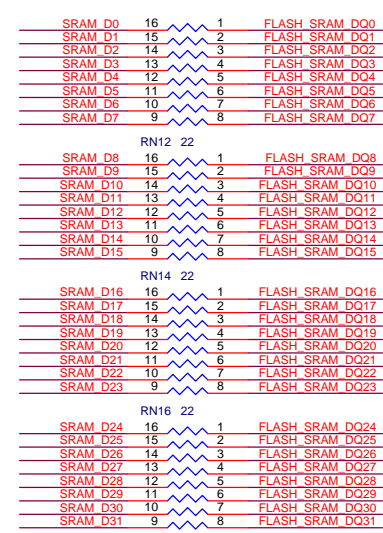 SRAM_D0 16 1 FLASH_SRAM_DQ0
SRAM_D1 15 2 FLASH_SRAM_DQ1
SRAM_D2 14 3 FLASH_SRAM_DQ2
SRAM_D3 13 4 FLASH_SRAM_DQ3
SRAM_D4 12 5 FLASH_SRAM_DQ4
SRAM_D5 11 6 FLASH_SRAM_DQ5
SRAM_D6 10 7 FLASH_SRAM_DQ6
SRAM_D7 9 8 FLASH_SRAM_DQ7
RN12 22
SRAM_D8 16 1 FLASH_SRAM_DQ8
SRAM_D9 15 2 FLASH_SRAM_DQ9
SRAM_D10 14 3 FLASH_SRAM_DQ10
SRAM_D11 13 4 FLASH_SRAM_DQ11
SRAM_D12 12 5 FLASH_SRAM_DQ12
SRAM_D13 11 6 FLASH_SRAM_DQ13
SRAM_D14 10 7 FLASH_SRAM_DQ14
SRAM_D15 9 8 FLASH_SRAM_DQ15
RN14 22
SRAM_D16 16 1 FLASH_SRAM_DQ16
SRAM_D17 15 2 FLASH_SRAM_DQ17
SRAM_D18 14 3 FLASH_SRAM_DQ18
SRAM_D19 13 4 FLASH_SRAM_DQ19
SRAM_D20 12 5 FLASH_SRAM_DQ20
SRAM_D21 11 6 FLASH_SRAM_DQ21
SRAM_D22 10 7 FLASH_SRAM_DQ22
SRAM_D23 9 8 FLASH_SRAM_DQ23
RN16 22
SRAM_D24 16 1 FLASH_SRAM_DQ24
SRAM_D25 15 2 FLASH_SRAM_DQ25
SRAM_D26 14 3 FLASH_SRAM_DQ26
SRAM_D27 13 4 FLASH_SRAM_DQ27
SRAM_D28 12 5 FLASH_SRAM_DQ28
SRAM_D29 11 6 FLASH_SRAM_DQ29
SRAM_D30 10 7 FLASH_SRAM_DQ30
SRAM_D31 9 8 FLASH_SRAM_DQ31